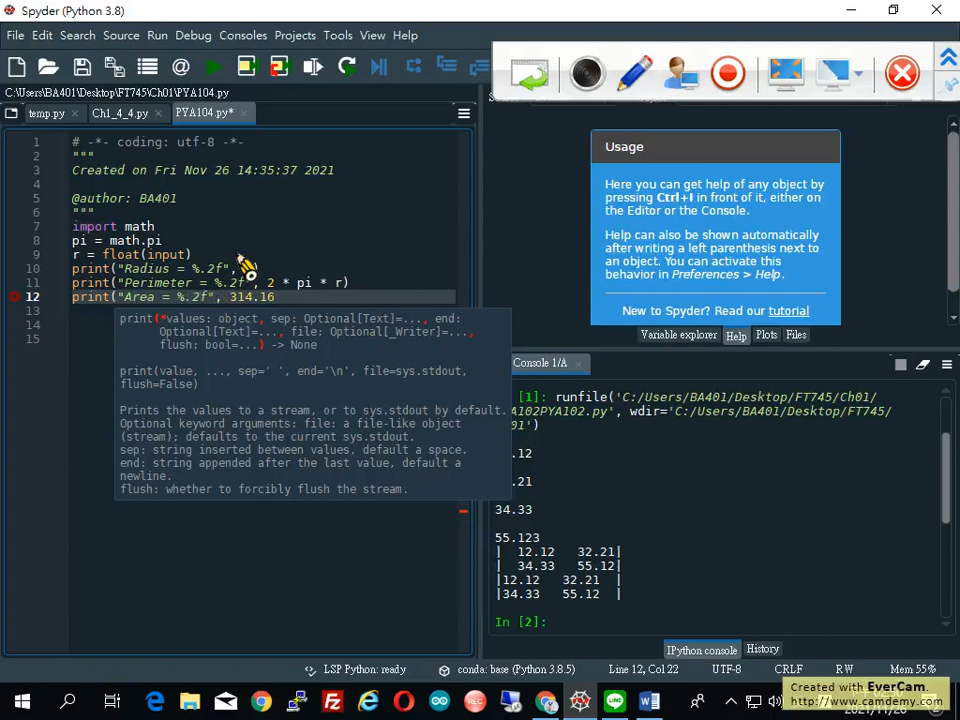 Spyder (Python 3.8)
File Edit Search Source Run Debug Consoles Projects Tools View Help
C:\Users\BA401\Desktop\FT745\Ch01\PYA104.py
temp.py Ch1_4_4.py PYA104.py*
1 # -*- coding: utf-8 -*-
2 """
3 Created on Fri Nov 26 14:35:37 2021
4
5 @author: BA401
6 """
7 import math
8 pi = math.pi
9 r = float(input)
10 print("Radius = %.2f",
11 print("Perimeter = %.2f", 2 * pi * r)
12 print("Area = %.2f", 314.16
13
14
15
print(*values: object, sep: Optional[Text]=..., end:
Optional[Text]=..., file: Optional[_Writer]=...,
flush: bool=...) -> None
print(value, ..., sep=' ', end='\n', file=sys.stdout,
flush=False)
Prints the values to a stream, or to sys.stdout by default.
Optional keyword arguments: file: a file-like object
(stream); defaults to the current sys.stdout.
sep: string inserted between values, default a space.
end: string appended after the last value, default a
newline.
flush: whether to forcibly flush the stream.
Usage
Here you can get help of any object by
pressing Ctrl+I in front of it, either on
the Editor or the Console.
Help can also be shown automatically
after writing a left parenthesis next to
an object. You can activate this
behavior in Preferences > Help.
New to Spyder? Read our tutorial
Variable explorer Help Plots Files
Console 1/A
[1]: runfile('C:/Users/BA401/Desktop/FT745/Ch01/
A102PYA102.py', wdir='C:/Users/BA401/Desktop/FT745/
01')
.12
.21
34.33
55.123
| 12.12 32.21|
| 34.33 55.12|
|12.12 32.21 |
|34.33 55.12 |
In [2]:
IPython console History
LSP Python: ready conda: base (Python 3.8.5) Line 12, Col 22 UTF-8 CRLF RW Mem 55%
REC
Created with EverCam.
http://www.camdemy.com